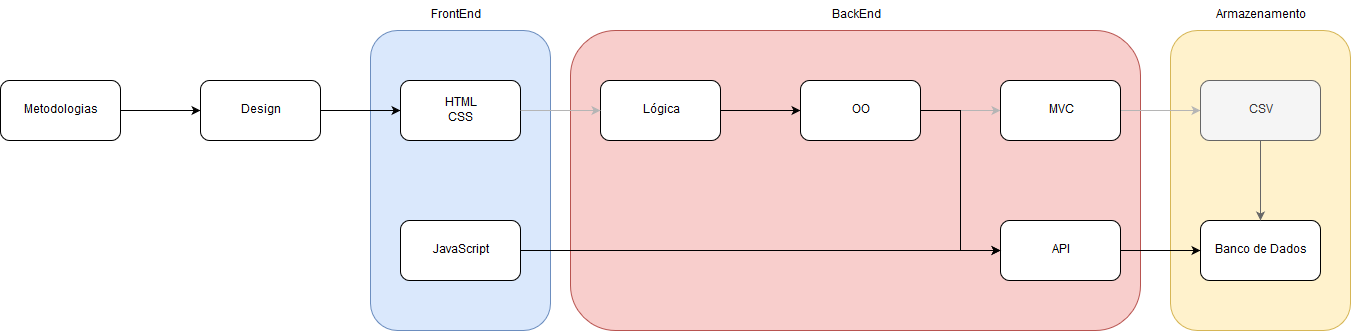 FrontEnd
BackEnd
Armazenamento
Metodologias
Design
HTML
CSS
Lógica
OO
MVC
CSV
JavaScript
API
Banco de Dados